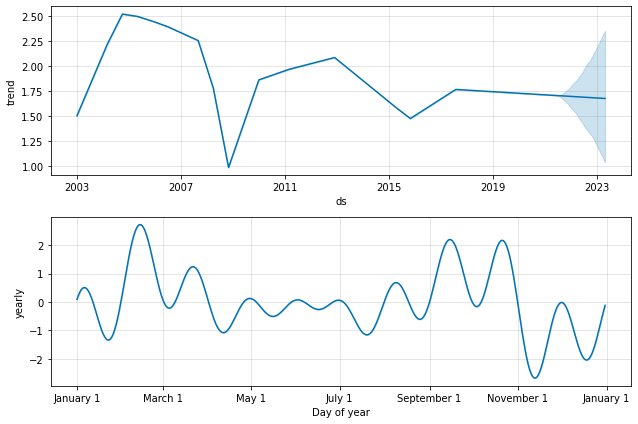 2.50
2.25
2.00
1.75
1.50
1.25
1.00
trend
2003 2007 2011 2015 2019 2023
ds
2
1
0
−1
−2
yearly
January 1 March 1 May 1 July 1 September 1 November 1 January 1
Day of year